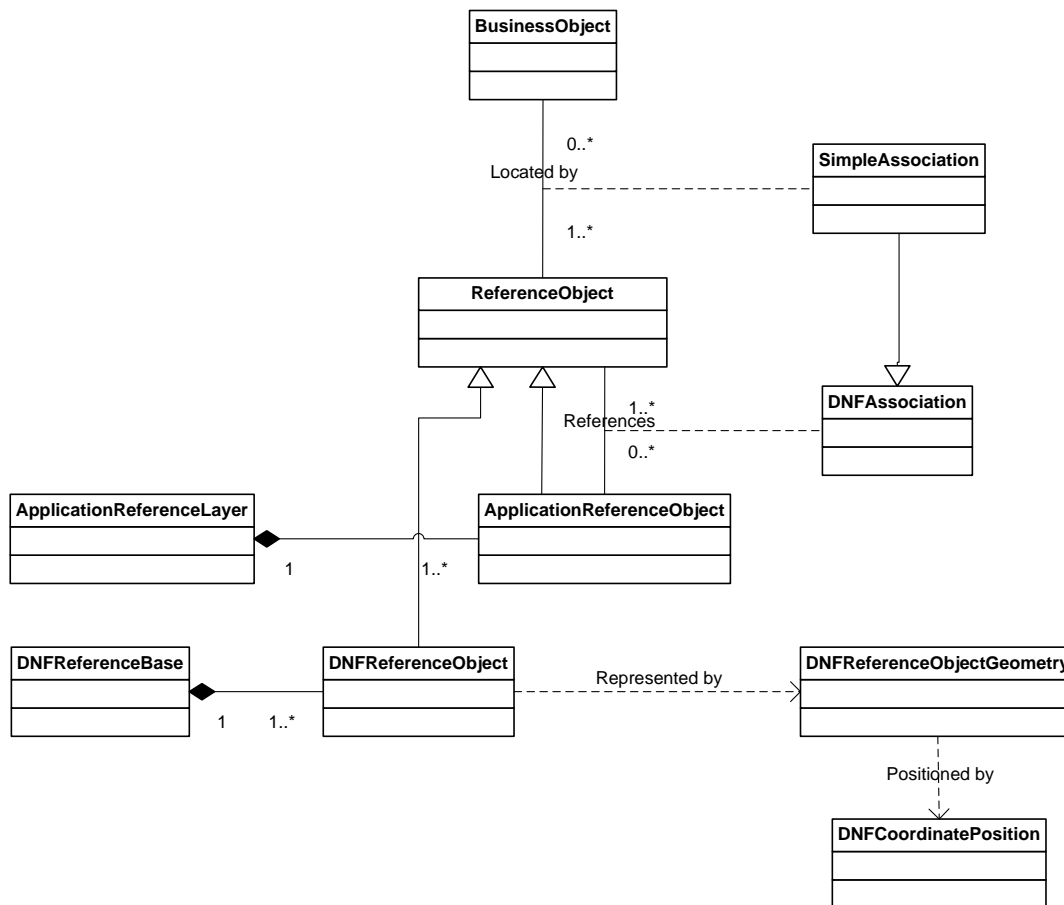 BusinessObject
0..*
SimpleAssociation
Located by
1..*
ReferenceObject
DNFAssociation
1..*
References
0..*
ApplicationReferenceLayer
ApplicationReferenceObject
1
1..*
DNFReferenceBase
DNFReferenceObject
DNFReferenceObjectGeometry
Represented by
1
1..*
Positioned by
DNFCoordinatePosition